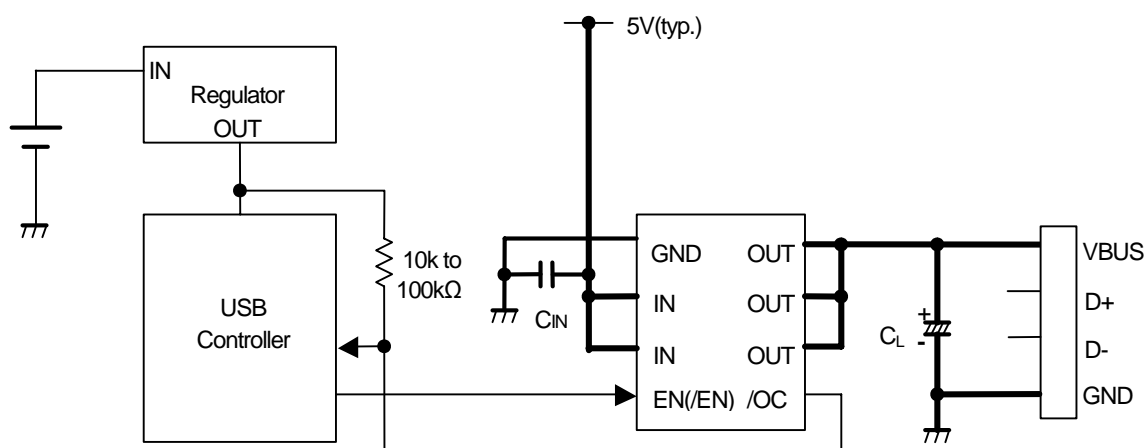 5V(typ.)
IN
Regulator
OUT
10k to
100kΩ
USB
Controller
CIN
GND
IN
IN
EN(/EN)
OUT
OUT
OUT
/OC
+
CL
-
VBUS
D+
D-
GND